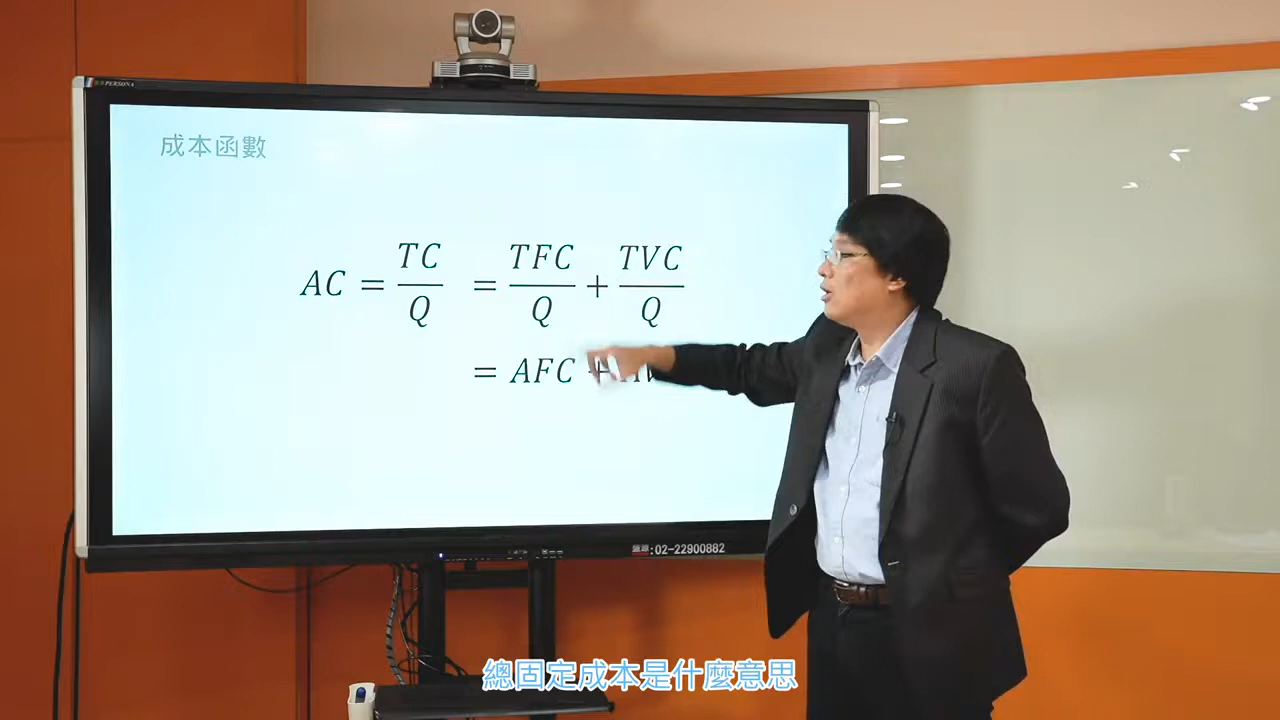 PERSONA
成本函數
AC = TC/Q = TFC/Q + TVC/Q
= AFC +
:02-22900882
總固定成本是什麼意思